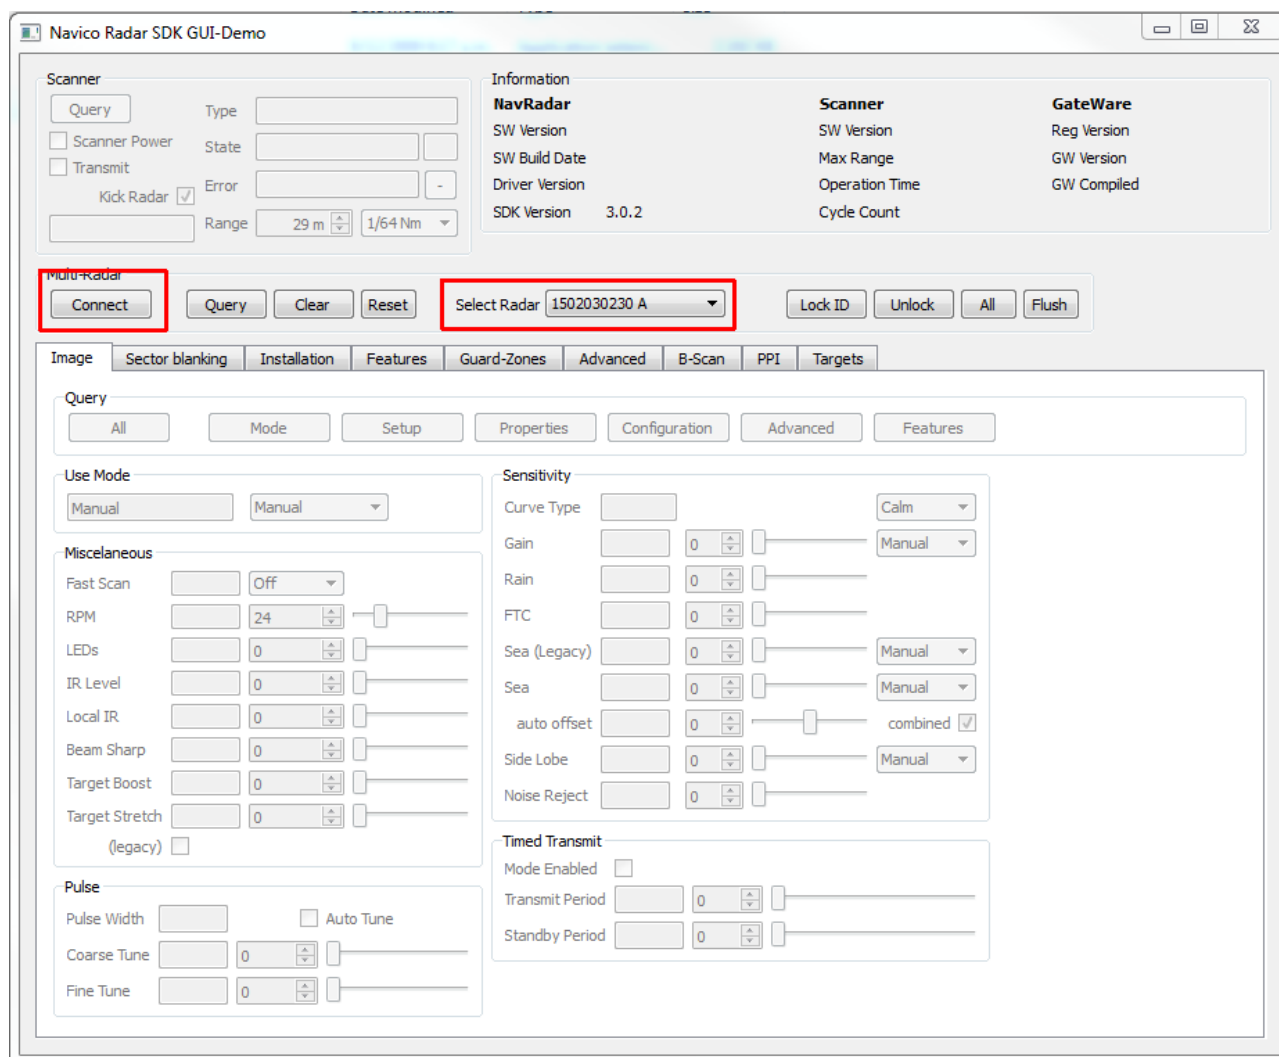 Navico Radar SDK GUI-Demo
Scanner
Query
Type
Scanner Power
State
Transmit
Kick Radar
Error
-
Range
29 m
1/64 Nm
Information
NavRadar
Scanner
GateWare
SW Version
SW Version
Reg Version
SW Build Date
Max Range
GW Version
Driver Version
Operation Time
GW Compiled
SDK Version 3.0.2
Cycle Count
Multi-Radar
Connect
Query
Clear
Reset
Select Radar 1502030230 A
Lock ID
Unlock
All
Flush
Image
Sector blanking
Installation
Features
Guard-Zones
Advanced
B-Scan
PPI
Targets
Query
All
Mode
Setup
Properties
Configuration
Advanced
Features
Use Mode
Manual
Manual
Miscelaneous
Fast Scan
Off
RPM
24
LEDs
0
IR Level
0
Local IR
0
Beam Sharp
0
Target Boost
0
Target Stretch
0
(legacy)
Pulse
Pulse Width
Auto Tune
Coarse Tune
0
Fine Tune
0
Sensitivity
Curve Type
Calm
Gain
0
Manual
Rain
0
FTC
0
Sea (Legacy)
0
Manual
Sea
0
Manual
auto offset
0
combined
Side Lobe
0
Manual
Noise Reject
0
Timed Transmit
Mode Enabled
Transmit Period
0
Standby Period
0